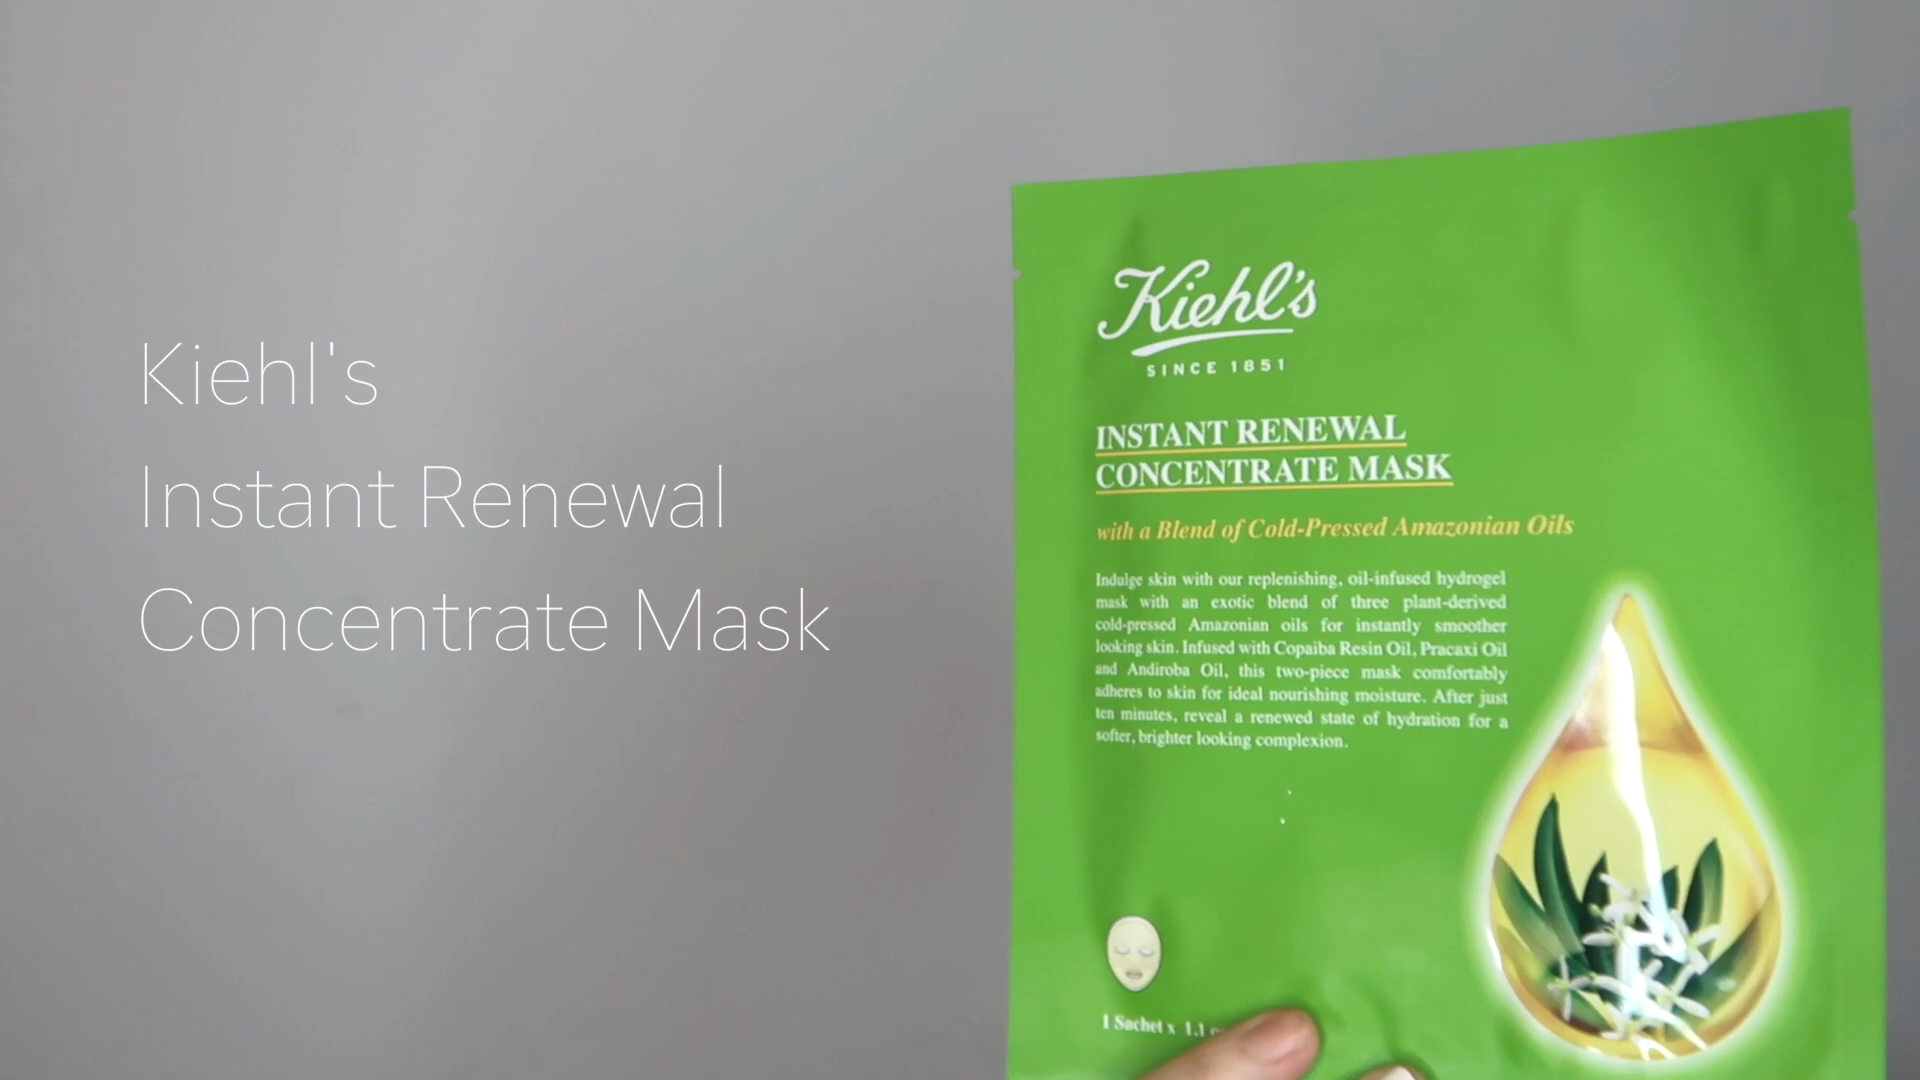 Kiehl's
Instant Renewal
Concentrate Mask
Kiehl's
SINCE 1851
INSTANT RENEWAL
CONCENTRATE MASK
with a Blend of Cold-Pressed Amazonian Oils
Indulge skin with our replenishing, oil-infused hydrogel
mask with an exotic blend of three plant-derived
cold-pressed Amazonian oils for instantly smoother
looking skin. Infused with Copaiba Resin Oil, Pracaxi Oil
and Andiroba Oil, this two-piece mask comfortably
adheres to skin for ideal nourishing moisture. After just
ten minutes, reveal a renewed state of hydration for a
softer, brighter looking complexion.
1 Sachet x 1.1